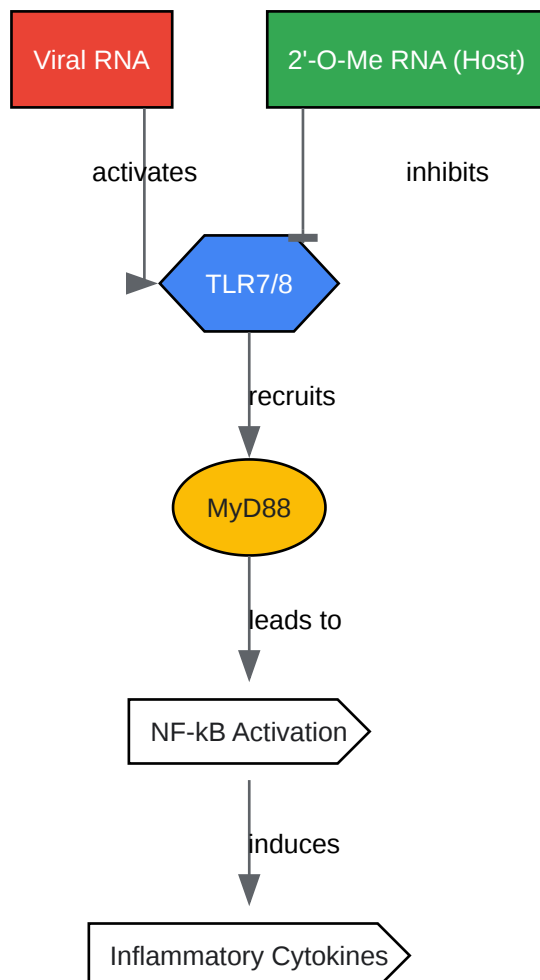 Viral RNA
2'-O-Me RNA (Host)
activates
inhibits
TLR7/8
recruits
MyD88
leads to
NF-kB Activation
induces
Inflammatory Cytokines